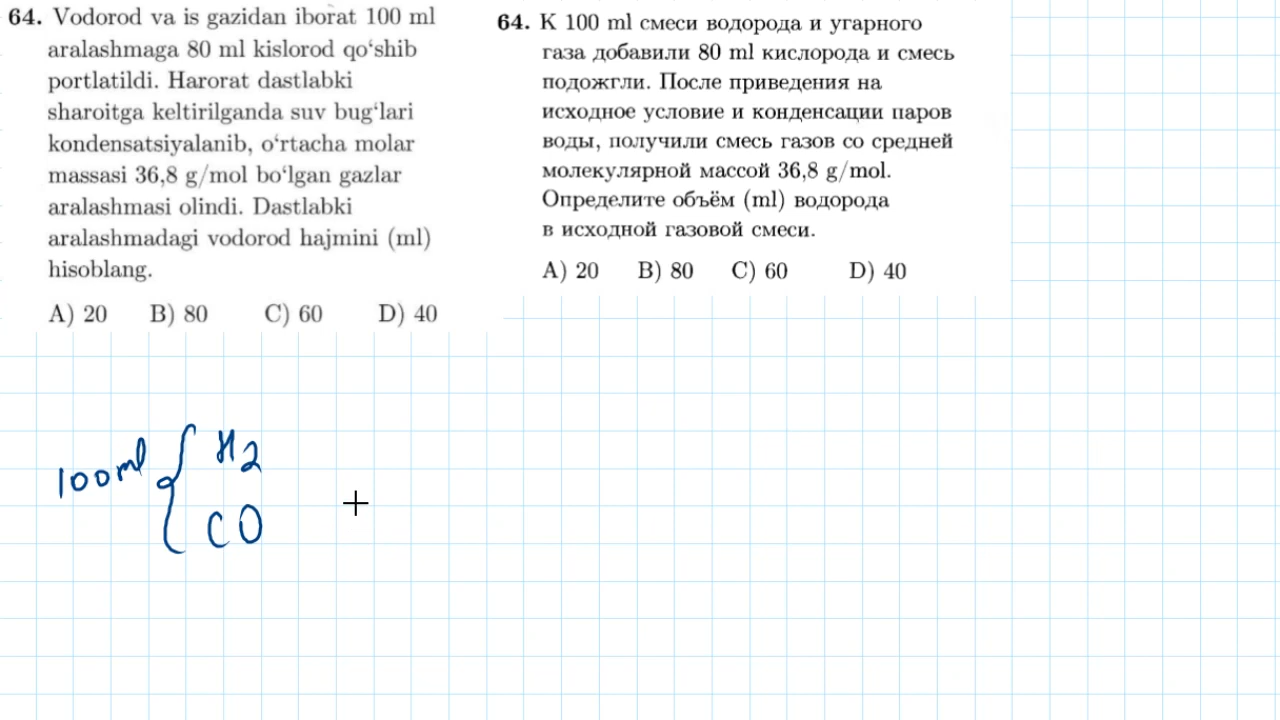 64. Vodorod va is gazidan iborat 100 ml
aralashmaga 80 ml kislorod qo‘shib
portlatildi. Harorat dastlabki
sharoitga keltirilganda suv bug‘lari
kondensatsiyalanib, o‘rtacha molar
massasi 36,8 g/mol bo‘lgan gazlar
aralashmasi olindi. Dastlabki
aralashmadagi vodorod hajmini (ml)
hisoblang.
A) 20 B) 80 C) 60 D) 40
64. К 100 ml смеси водорода и угарного
газа добавили 80 ml кислорода и смесь
подожгли. После приведения на
исходное условие и конденсации паров
воды, получили смесь газов со средней
молекулярной массой 36,8 g/mol.
Определите объём (ml) водорода
в исходной газовой смеси.
A) 20 B) 80 C) 60 D) 40
100 ml { H2
CO